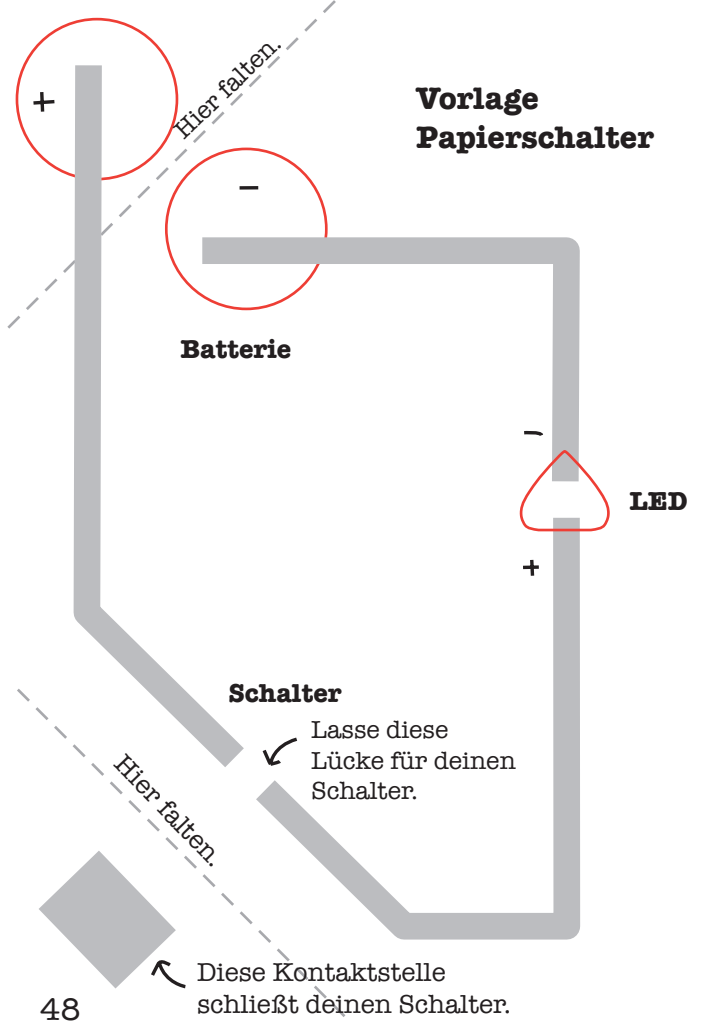 +
Hier falten.
Vorlage
Papierschalter
–
Batterie
–
LED
+
Schalter
Lasse diese
Lücke für deinen
Schalter.
Hier falten.
Diese Kontaktstelle
schließt deinen Schalter.
48